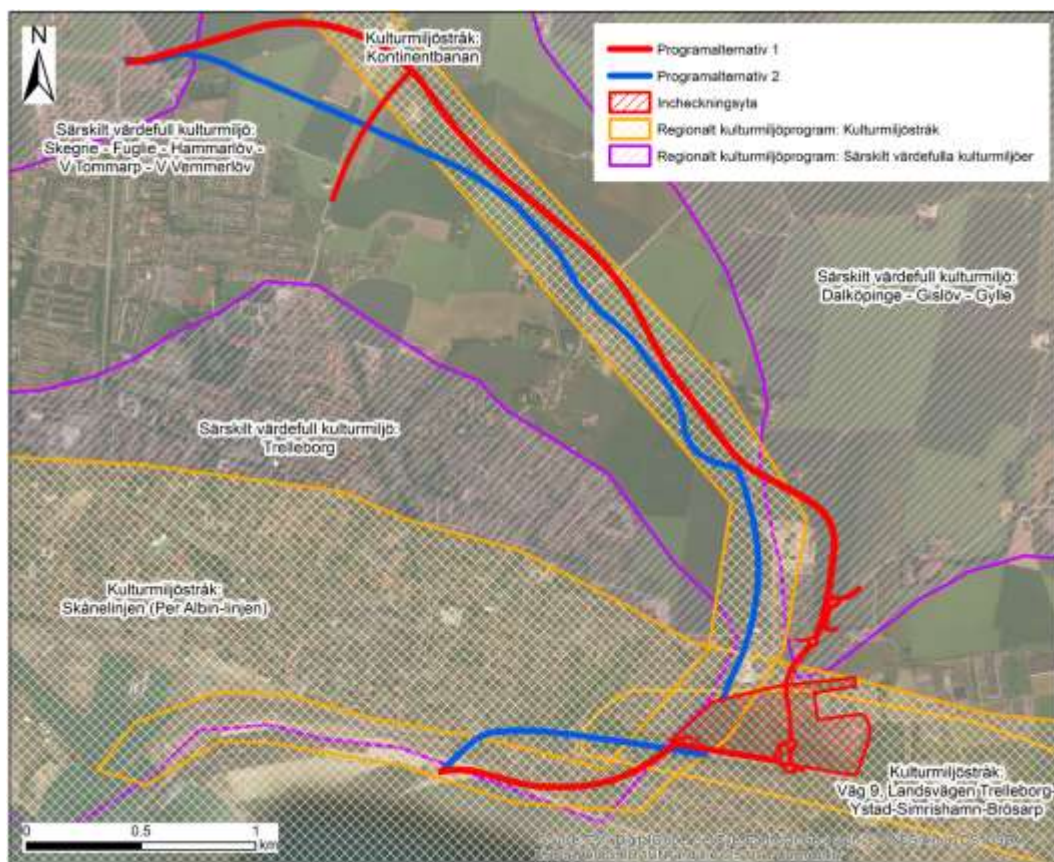 N
Kulturmiljöstråk:
Kontinentbanan
Programalternativ 1
Programalternativ 2
Incheckningsyta
Regionalt kulturmiljöprogram: Kulturmiljöstråk
Regionalt kulturmiljöprogram: Särskilt värdefulla kulturmiljöer
Särskilt värdefull kulturmiljö:
Skegrie - Fuglie - Hammarlöv -
V Tommarp - V Vemmerlöv
Särskilt värdefull kulturmiljö:
Dalköpinge - Gislöv - Gylle
Särskilt värdefull kulturmiljö:
Trelleborg
Kulturmiljöstråk:
Skånelinjen (Per Albin-linjen)
Kulturmiljöstråk:
Väg 9, Landsvägen Trelleborg-
Ystad-Simrishamn-Brösarp
0 0.5 1
km